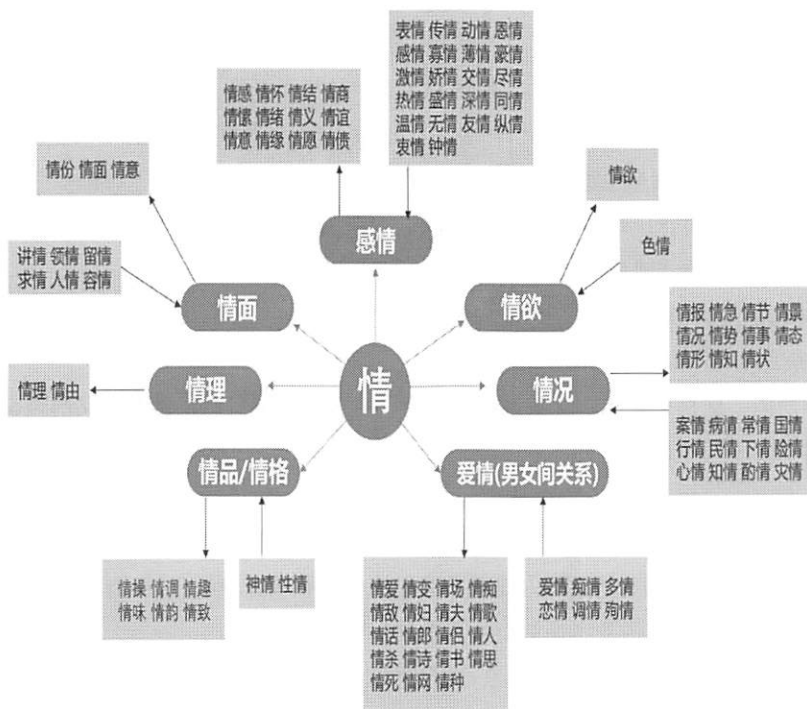 表情 传情 动情 恩情
感情 寡情 薄情 豪情
激情 娇情 交情 尽情
热情 盛情 深情 同情
温情 无情 友情 纵情
衷情 钟情
情感 情怀 情结 情商
情愫 情绪 情义 情谊
情意 情缘 情愿 情债
情份 情面 情意
情欲
色情
感情
讲情 领情 留情
求情 人情 容情
情面
情欲
情报 情急 情节 情景
情况 情势 情事 情态
情形 情知 情状
情理 情由
情理
情
情况
案情 病情 常情 国情
行情 民情 下情 险情
心情 知情 酌情 灾情
情品/情格
爱情(男女间关系)
情操 情调 情趣
情味 情韵 情致
神情 性情
情爱 情变 情场 情痴
情敌 情妇 情夫 情歌
情话 情郎 情侣 情人
情杀 情诗 情书 情思
情死 情网 情种
爱情 痴情 多情
恋情 调情 殉情